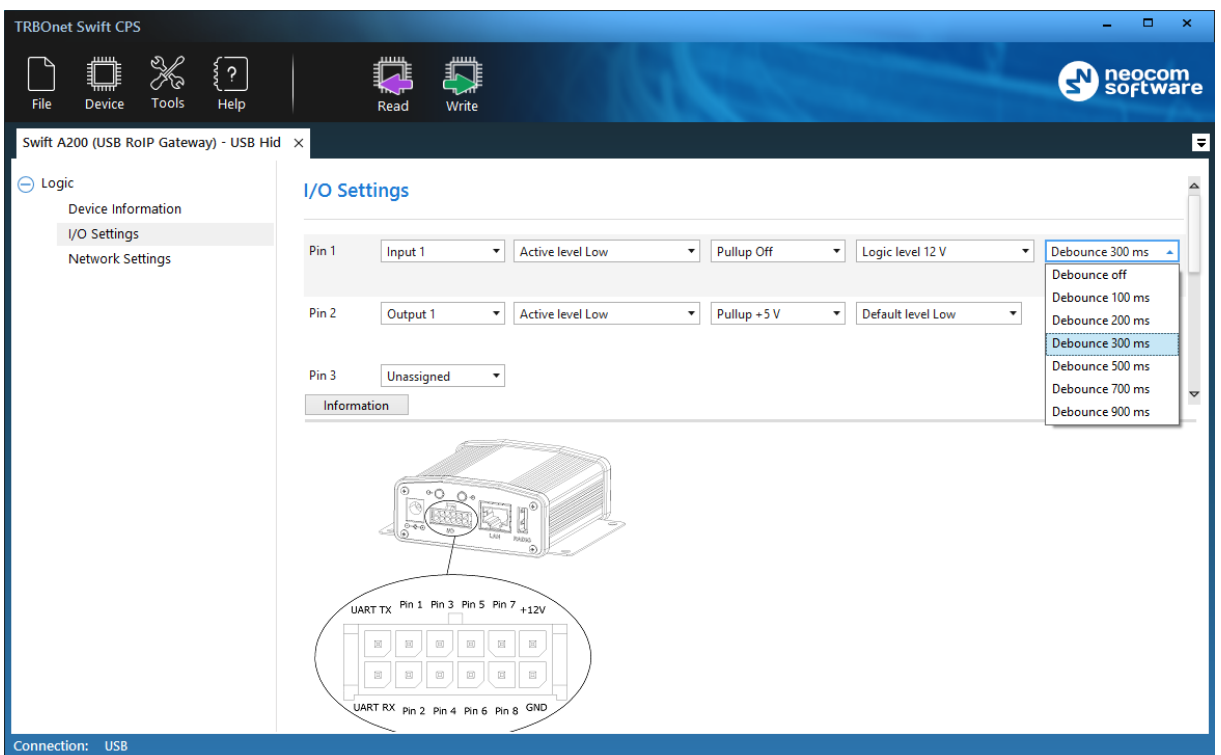 TRBOnet Swift CPS
File Device Tools Help Read Write
neocom
software
Swift A200 (USB RoIP Gateway) - USB Hid
Logic
Device Information
I/O Settings
Network Settings
I/O Settings
Pin 1 Input 1 Active level Low Pullup Off Logic level 12 V Debounce 300 ms
Debounce off
Debounce 100 ms
Debounce 200 ms
Debounce 300 ms
Debounce 500 ms
Debounce 700 ms
Debounce 900 ms
Pin 2 Output 1 Active level Low Pullup +5 V Default level Low
Pin 3 Unassigned
Information
I/O LAN RADIO
UART TX Pin 1 Pin 3 Pin 5 Pin 7 +12V
UART RX Pin 2 Pin 4 Pin 6 Pin 8 GND
Connection: USB